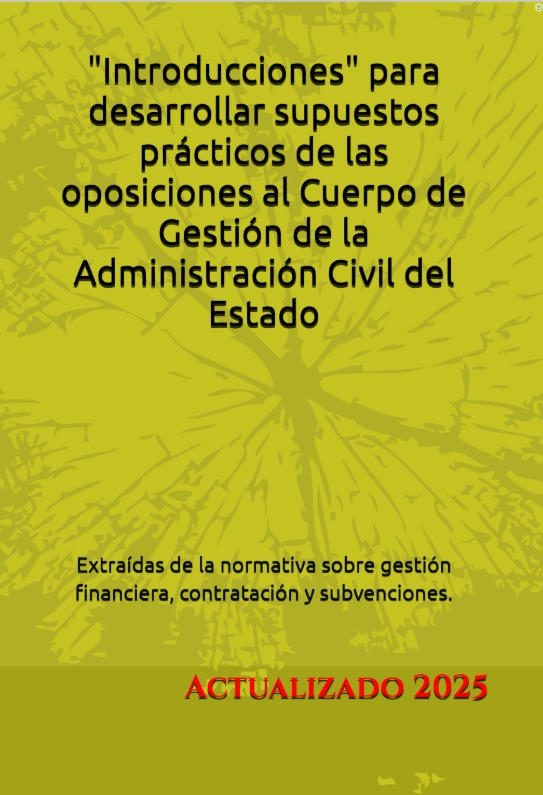 "Introducciones" para
desarrollar supuestos
prácticos de las
oposiciones al Cuerpo de
Gestión de la
Administración Civil del
Estado
Extraídas de la normativa sobre gestión
financiera, contratación y subvenciones.
Actualizado 2025